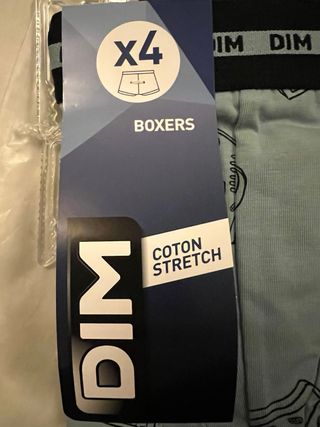 x4
DIM DIM
BOXERS
COTON
STRETCH
DIM